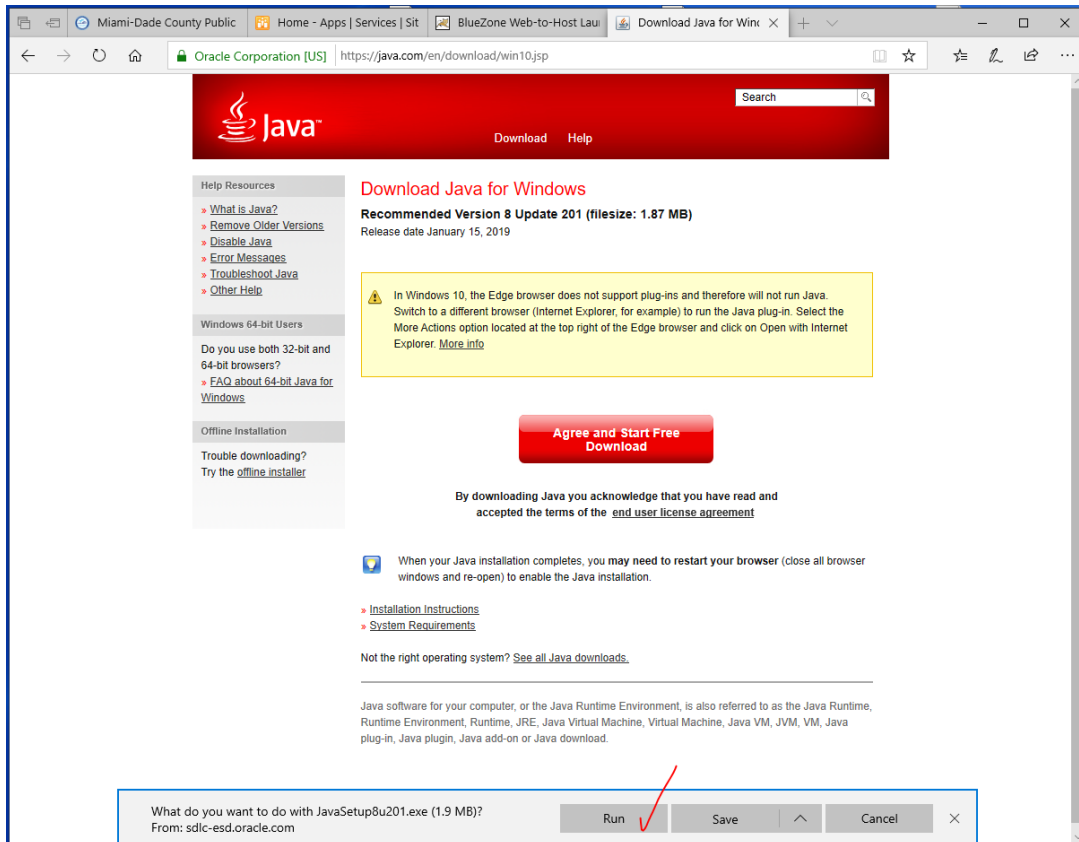 Miami-Dade County Public
Home - Apps | Services | Sit
BlueZone Web-to-Host Lau
Download Java for Wind
Oracle Corporation [US]
https://java.com/en/download/win10.jsp
Java™
Search
Download Help
Help Resources
» What is Java?
» Remove Older Versions
» Disable Java
» Error Messages
» Troubleshoot Java
» Other Help
Windows 64-bit Users
Do you use both 32-bit and
64-bit browsers?
» FAQ about 64-bit Java for
Windows
Offline Installation
Trouble downloading?
Try the offline installer
Download Java for Windows
Recommended Version 8 Update 201 (filesize: 1.87 MB)
Release date January 15, 2019
In Windows 10, the Edge browser does not support plug-ins and therefore will not run Java.
Switch to a different browser (Internet Explorer, for example) to run the Java plug-in. Select the
More Actions option located at the top right of the Edge browser and click on Open with Internet
Explorer. More info
Agree and Start Free
Download
By downloading Java you acknowledge that you have read and
accepted the terms of the end user license agreement
When your Java installation completes, you may need to restart your browser (close all browser
windows and re-open) to enable the Java installation.
» Installation Instructions
» System Requirements
Not the right operating system? See all Java downloads.
Java software for your computer, or the Java Runtime Environment, is also referred to as the Java Runtime,
Runtime Environment, Runtime, JRE, Java Virtual Machine, Virtual Machine, Java VM, JVM, VM, Java
plug-in, Java plugin, Java add-on or Java download.
What do you want to do with JavaSetup8u201.exe (1.9 MB)?
From: sdlc-esd.oracle.com
Run
Save
Cancel